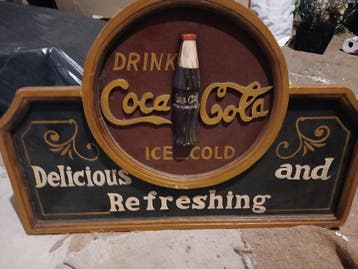 DRINK
Coca-Cola
ICE COLD
Delicious and
Refreshing